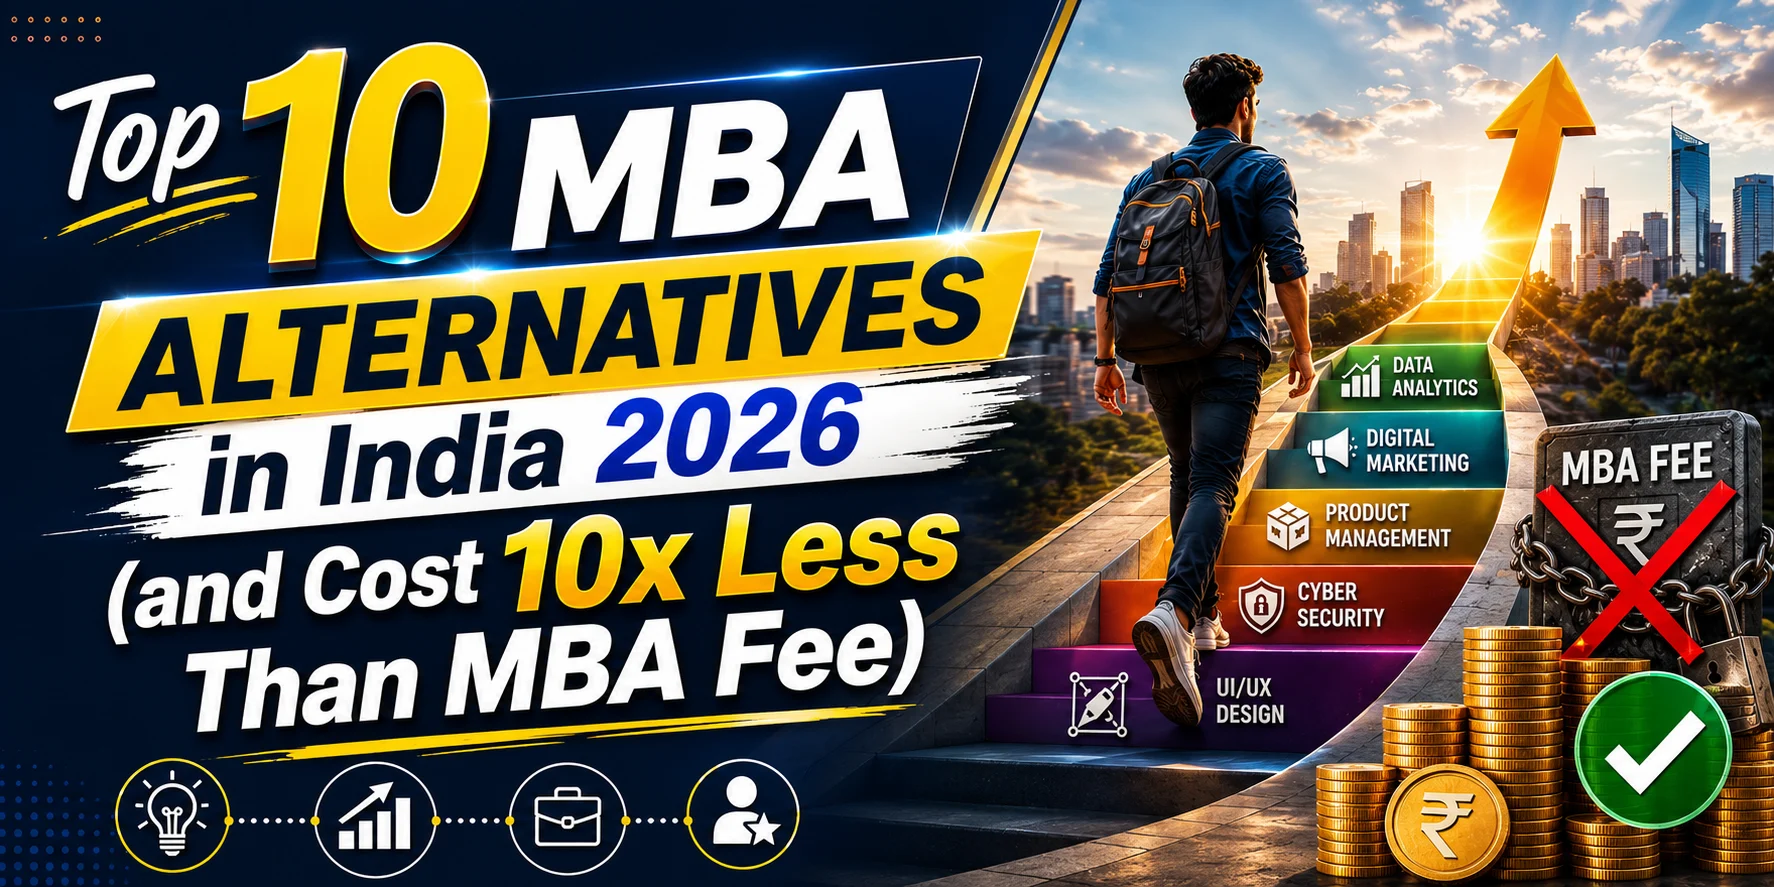 Top 10 MBA
ALTERNATIVES
in India 2026
(and Cost 10x Less
Than MBA Fee)
DATA
ANALYTICS
DIGITAL
MARKETING
PRODUCT
MANAGEMENT
CYBER
SECURITY
UI/UX
DESIGN
MBA FEE
₹
₹